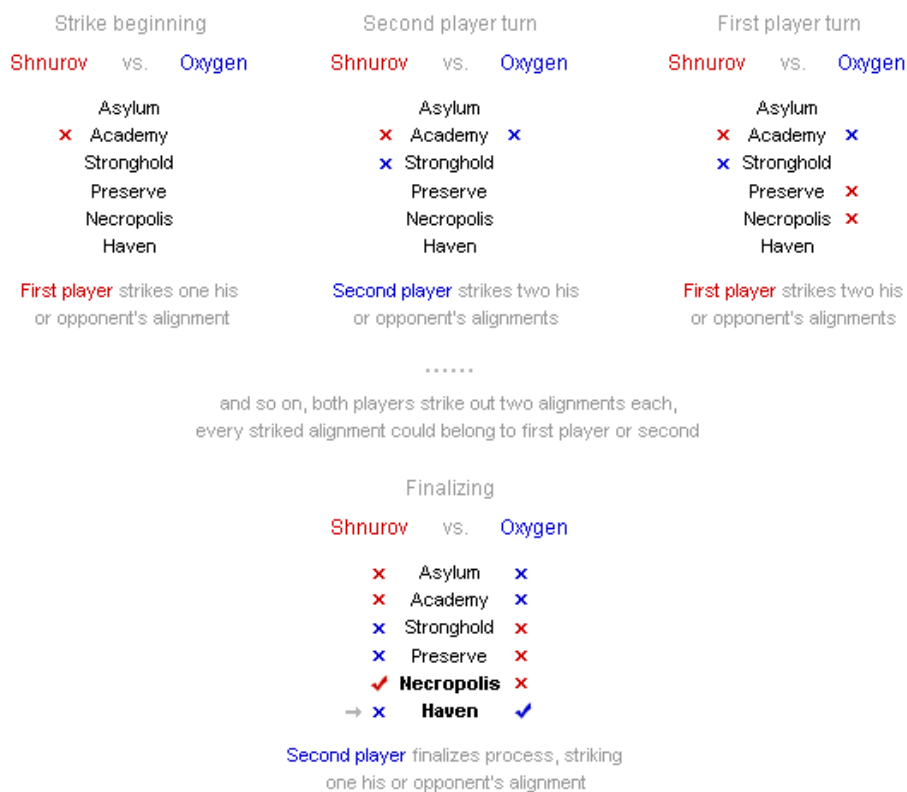 Strike beginning
Shnurov vs. Oxygen
Asylum
× Academy
Stronghold
Preserve
Necropolis
Haven
First player strikes one his
or opponent's alignment
Second player turn
Shnurov vs. Oxygen
Asylum
× Academy ×
× Stronghold
Preserve
Necropolis
Haven
Second player strikes two his
or opponent's alignments
First player turn
Shnurov vs. Oxygen
Asylum
× Academy ×
× Stronghold
Preserve ×
Necropolis ×
Haven
First player strikes two his
or opponent's alignments
......
and so on, both players strike out two alignments each,
every striked alignment could belong to first player or second
Finalizing
Shnurov vs. Oxygen
× Asylum ×
× Academy ×
× Stronghold ×
× Preserve ×
✓ Necropolis ×
→ × Haven ✓
Second player finalizes process, striking
one his or opponent's alignment